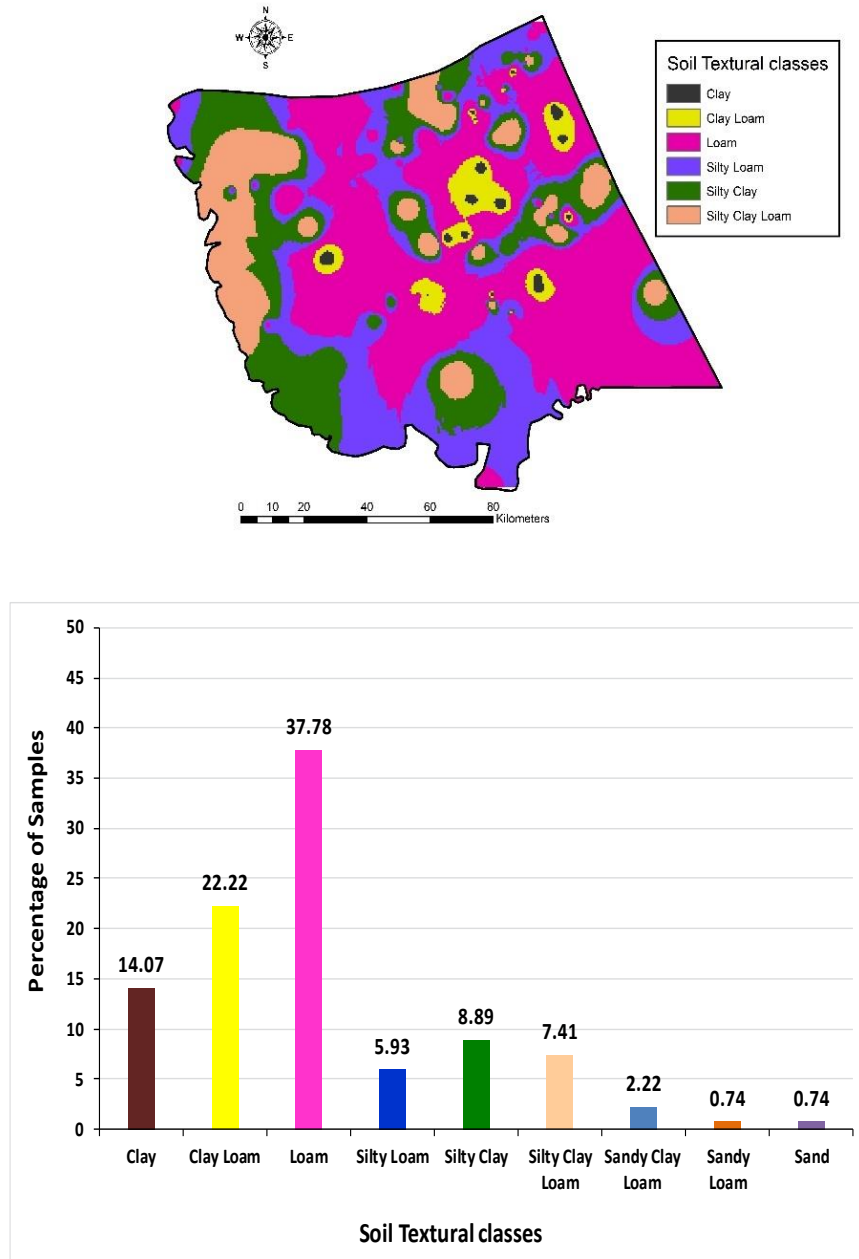 N
W E
S
Soil Textural classes
Clay
Clay Loam
Loam
Silty Loam
Silty Clay
Silty Clay Loam
0 10 20 40 60 80
Kilometers
Percentage of Samples
50
45
40
35
30
25
20
15
10
5
0
14.07
22.22
37.78
5.93
8.89
7.41
2.22
0.74
0.74
Clay
Clay Loam
Loam
Silty Loam
Silty Clay
Silty Clay
Loam
Sandy Clay
Loam
Sandy
Loam
Sand
Soil Textural classes